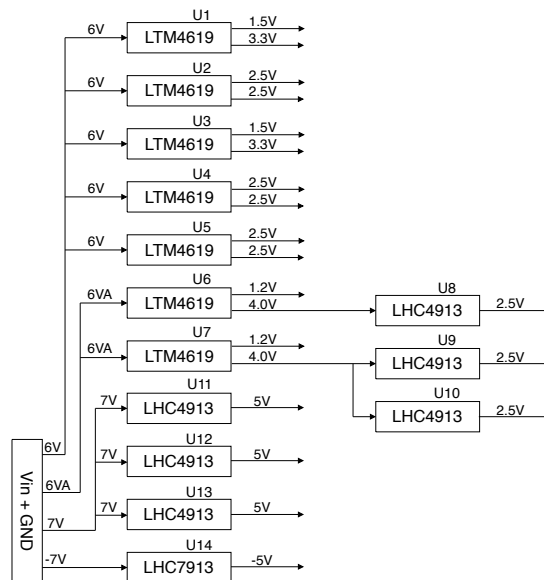 U1
6V LTM4619 1.5V
3.3V
U2
6V LTM4619 2.5V
2.5V
U3
6V LTM4619 1.5V
3.3V
U4
6V LTM4619 2.5V
2.5V
U5
6V LTM4619 2.5V
2.5V
U6
6VA LTM4619 1.2V
4.0V
U8
LHC4913 2.5V
U7
6VA LTM4619 1.2V
4.0V
U9
LHC4913 2.5V
U10
LHC4913 2.5V
U11
7V LHC4913 5V
U12
7V LHC4913 5V
U13
7V LHC4913 5V
U14
LHC7913 -5V
Vin + GND
6V
6VA
7V
-7V